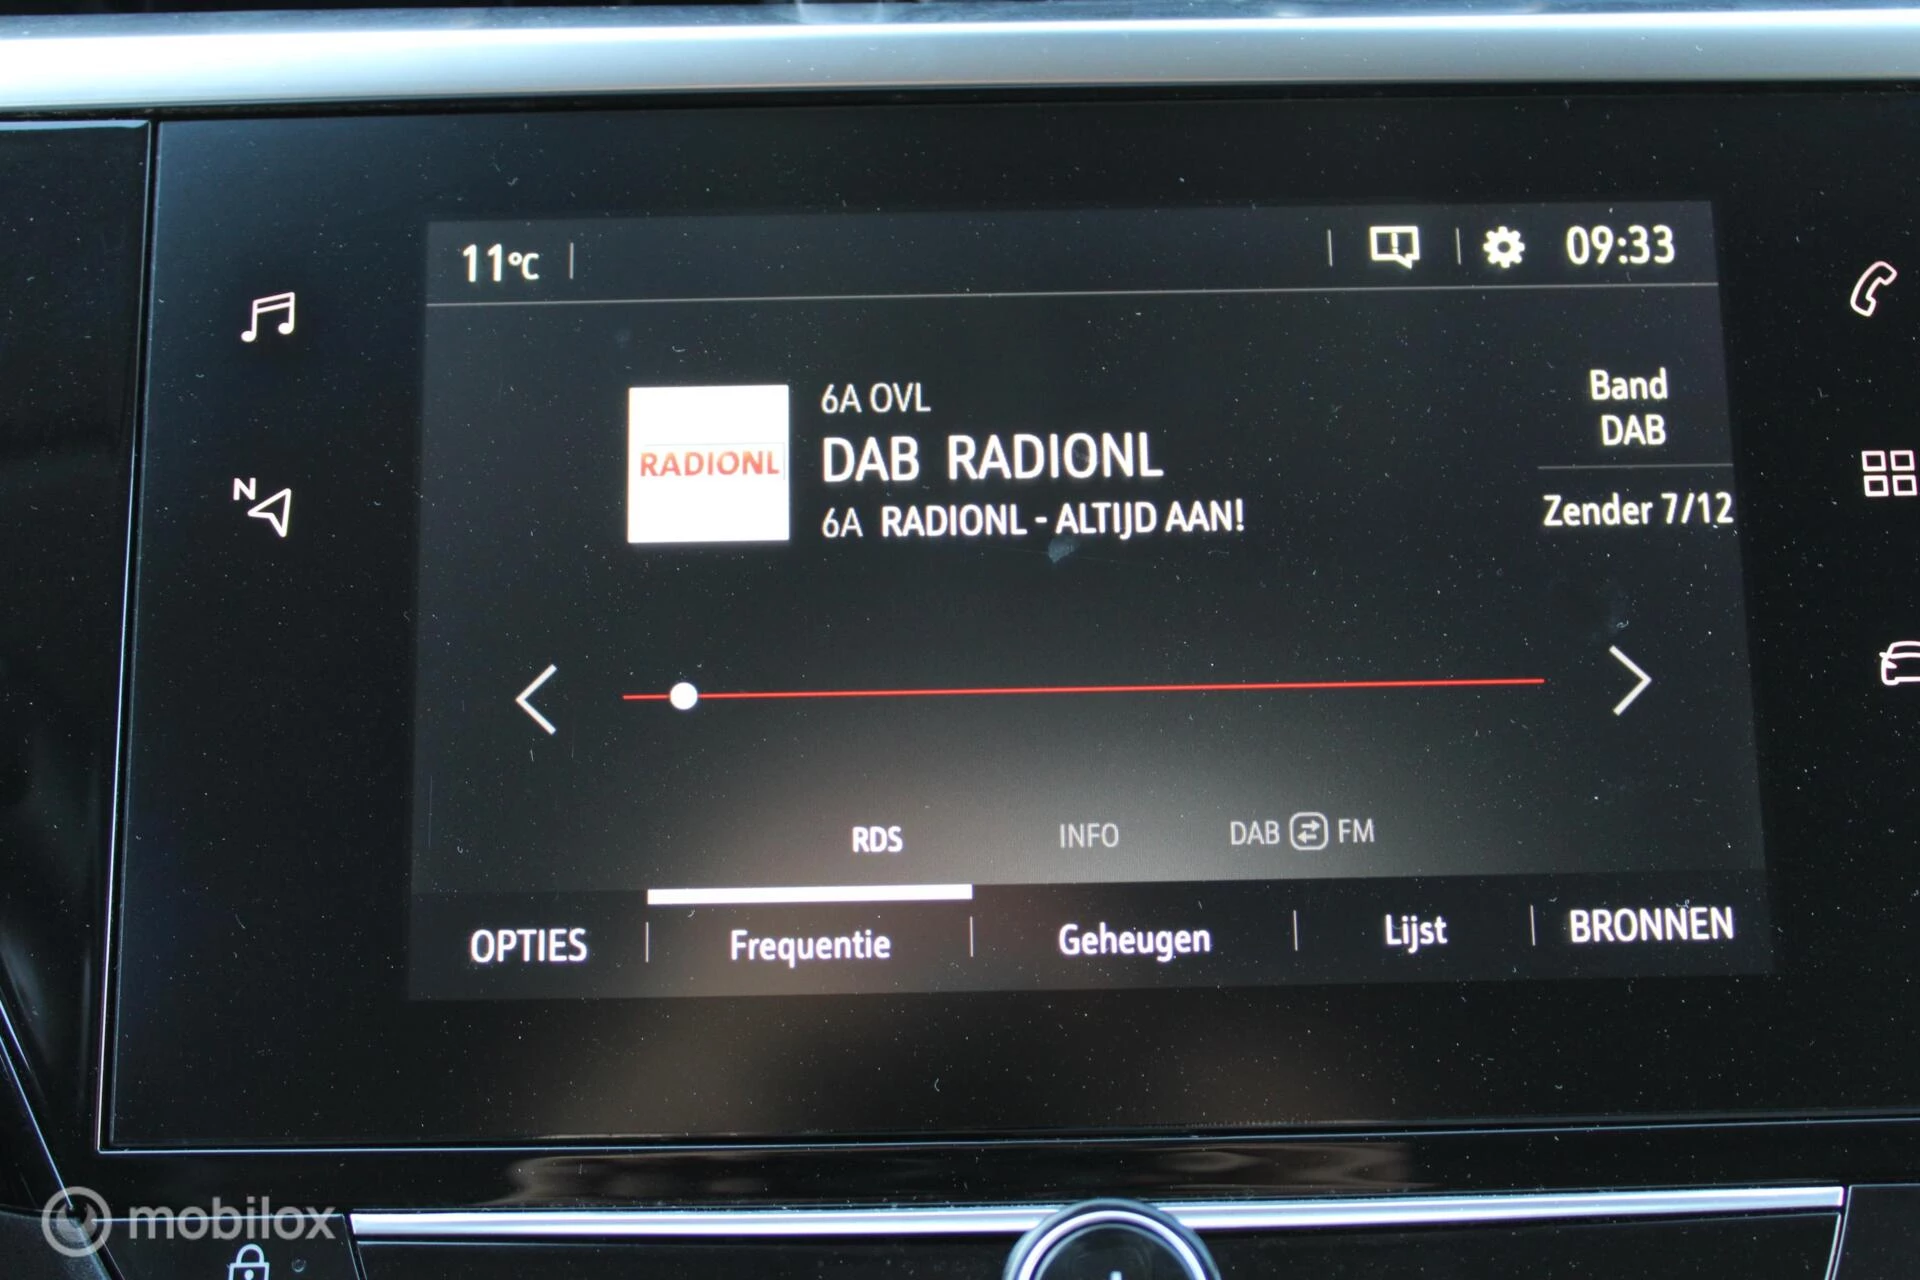 11°C
09:33
N
RADIONL
6A OVL
DAB RADIONL
6A RADIONL - ALTIJD AAN!
Band
DAB
Zender 7/12
RDS
INFO
DAB FM
OPTIES
Frequentie
Geheugen
Lijst
BRONNEN
mobilox